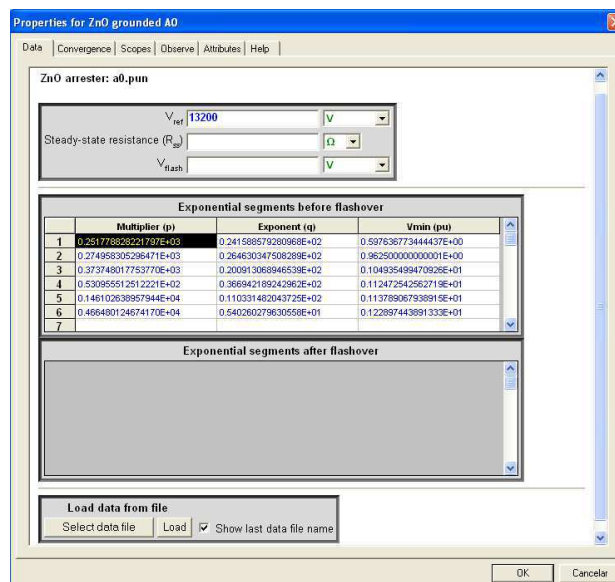 Properties for ZnO grounded A0
Data Convergence Scopes Observe Attributes Help
ZnO arrester: a0.pun
Vref 13200 V
Steady-state resistance (Rss) Ω
Vflash V
Exponential segments before flashover
Multiplier (p) Exponent (q) Vmin (pu)
1 0.251778828221797E+03 0.241588579280968E+02 0.597636773444437E+00
2 0.274958305296471E+03 0.264630347508289E+02 0.962500000000001E+00
3 0.373748017753770E+03 0.200913068946539E+02 0.104935499470926E+01
4 0.530955512512221E+02 0.366942189242962E+02 0.112472542562719E+01
5 0.146102638957944E+04 0.110331482043725E+02 0.113789067938915E+01
6 0.466480124674170E+04 0.540260279630558E+01 0.122897443891333E+01
7
Exponential segments after flashover
Load data from file
Select data file Load Show last data file name
OK Cancelar